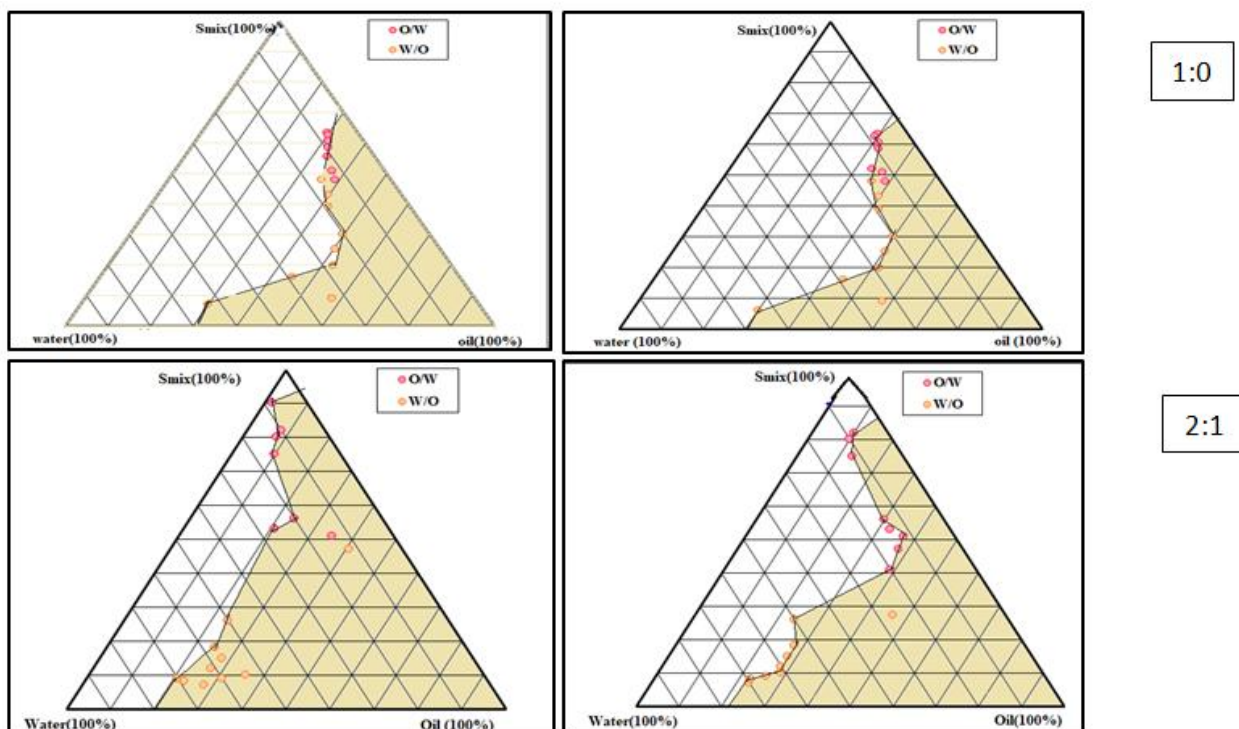 Smix(100%)
O/W
W/O
water(100%)
oil(100%)
Smix(100%)
O/W
W/O
water (100%)
oil (100%)
1:0
Smix(100%)
O/W
W/O
Water(100%)
Oil (100%)
Smix(100%)
O/W
W/O
Water(100%)
Oil(100%)
2:1